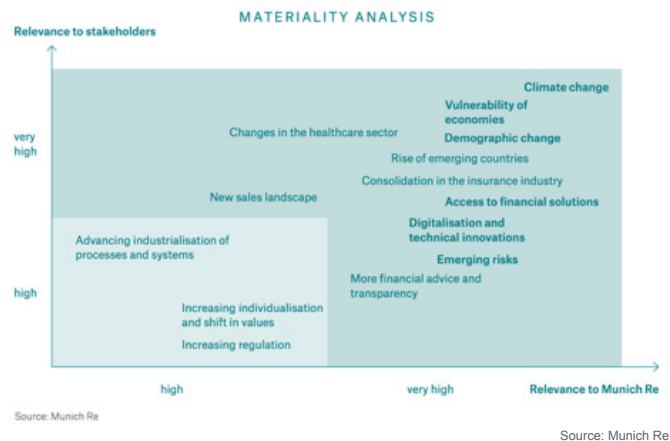 MATERIALITY ANALYSIS
Relevance to stakeholders
Climate change
Vulnerability of
economies
very
high
Changes in the healthcare sector
Demographic change
Rise of emerging countries
Consolidation in the insurance industry
New sales landscape
Access to financial solutions
Digitalisation and
technical innovations
Advancing industrialisation of
processes and systems
Emerging risks
high
More financial advice and
transparency
Increasing individualisation
and shift in values
Increasing regulation
high
very high
Relevance to Munich Re
Source: Munich Re
Source: Munich Re